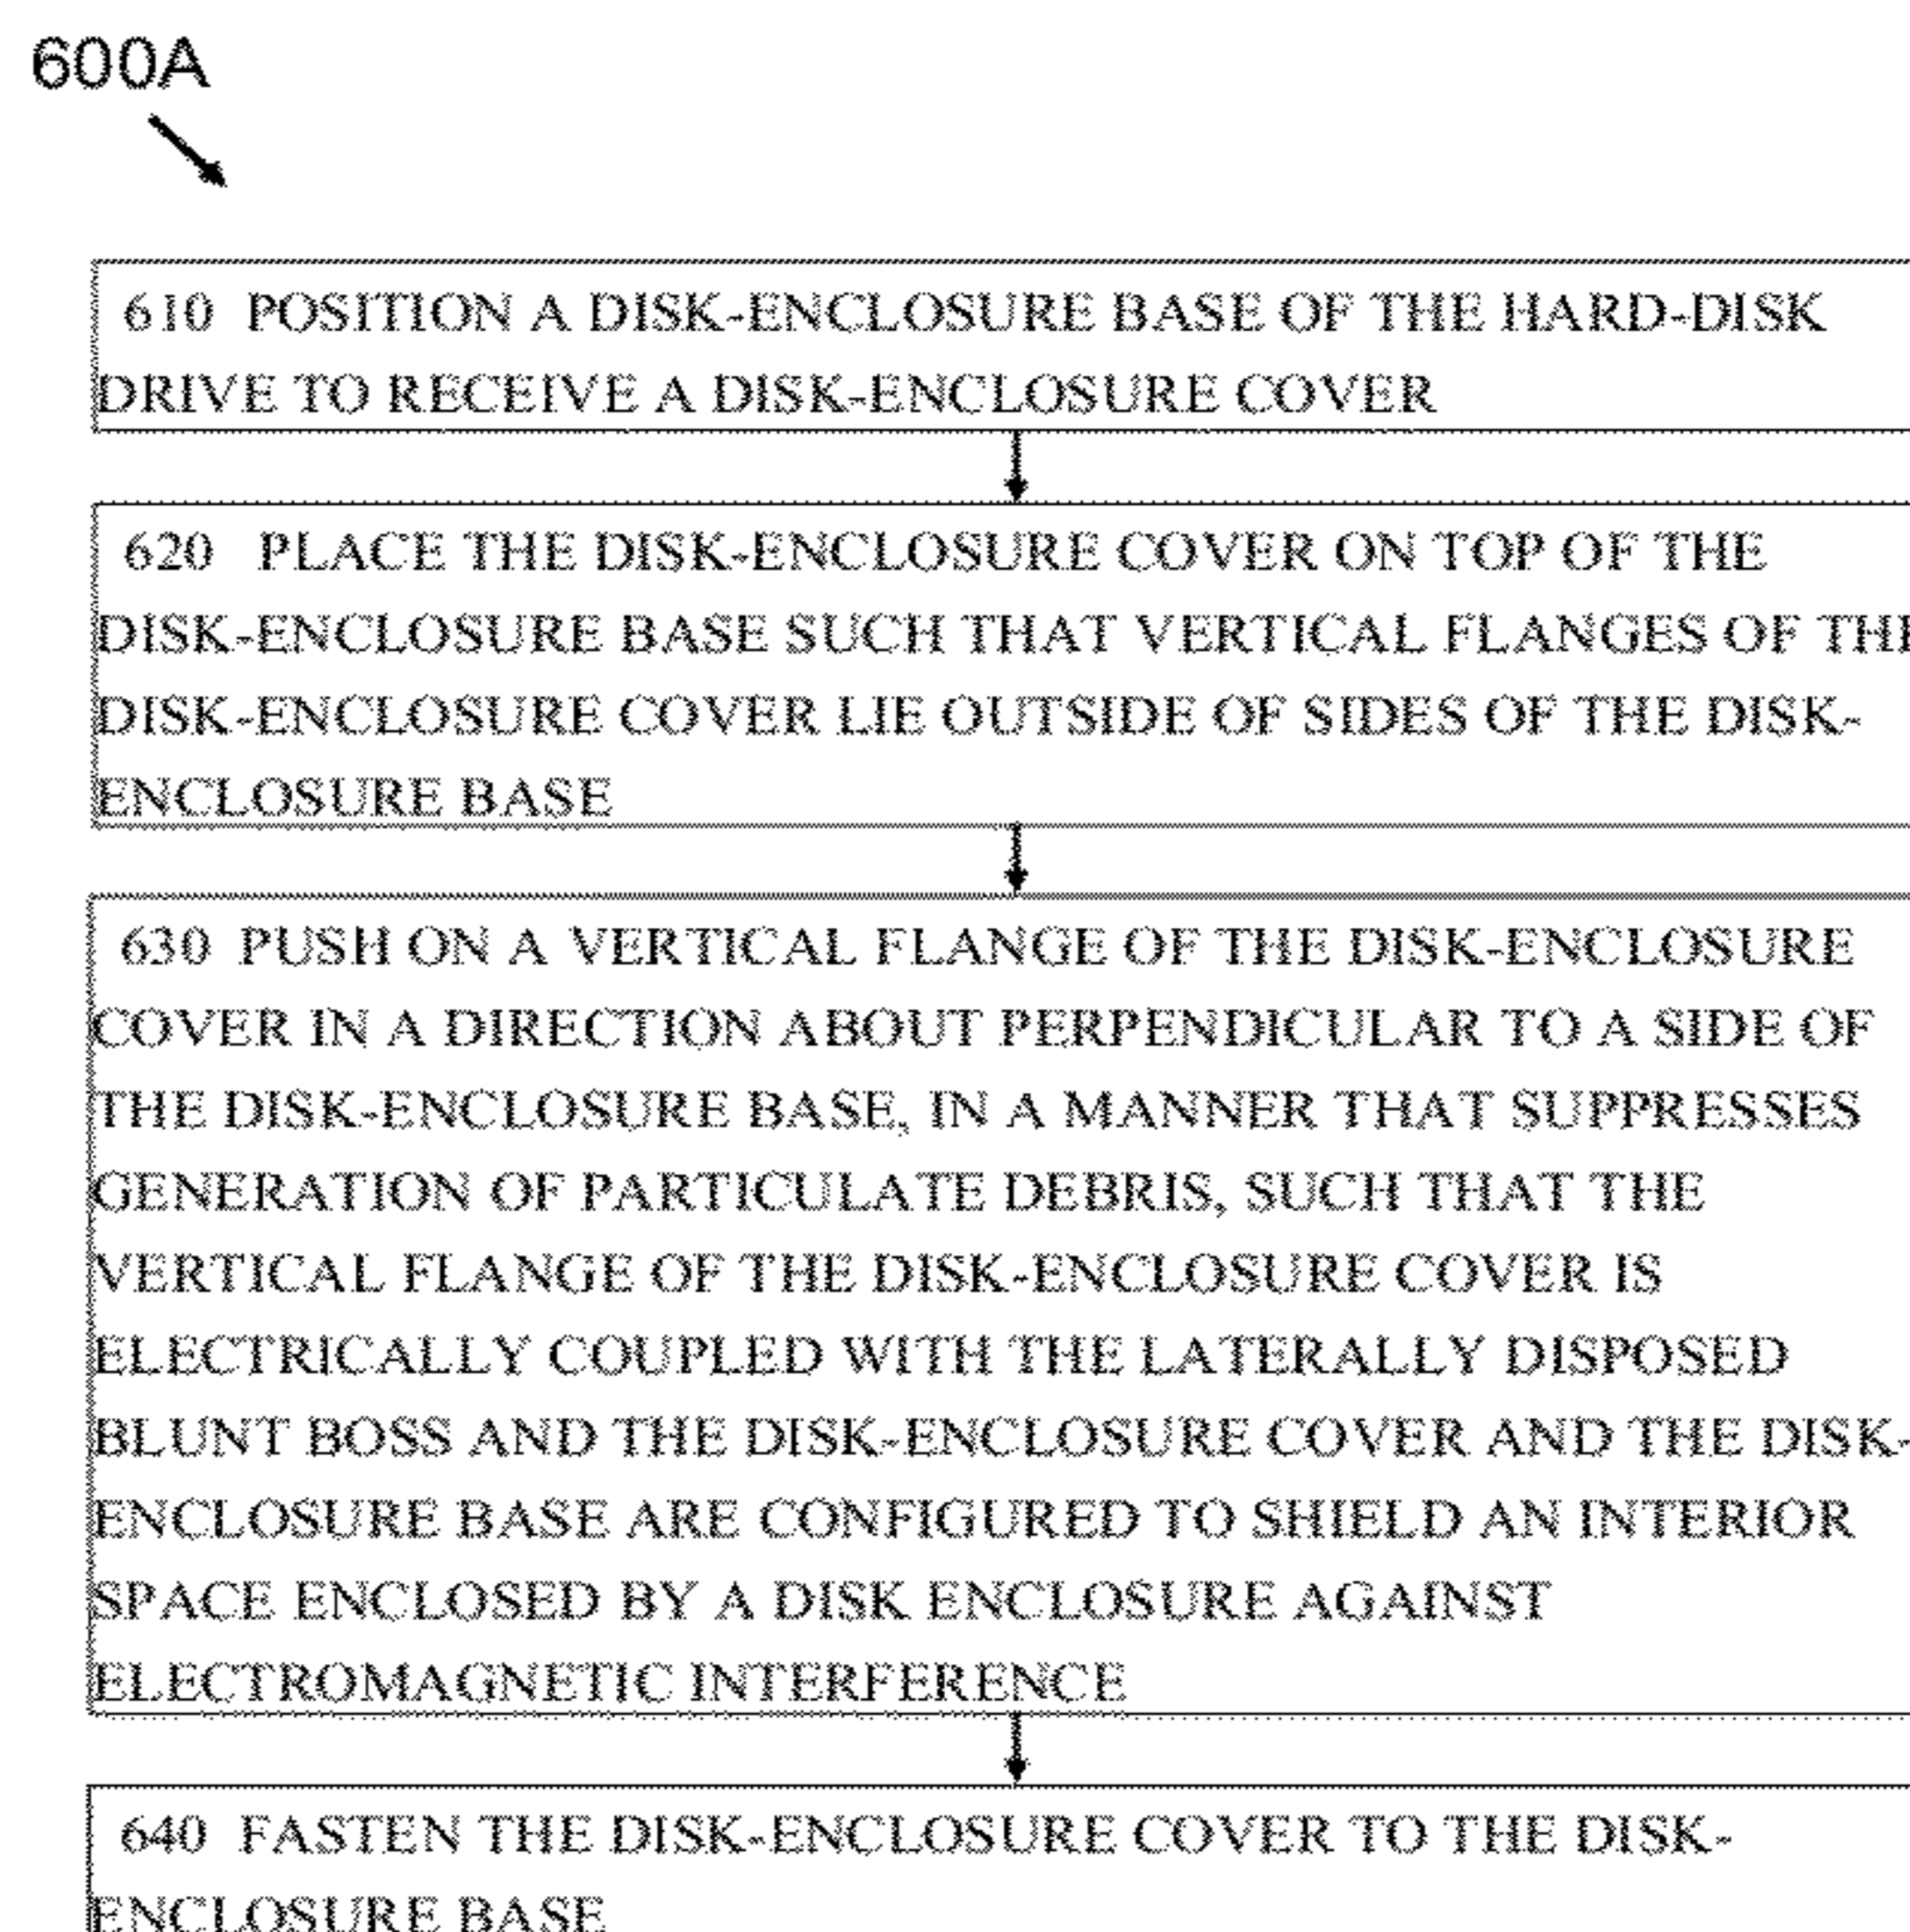 600A
610 POSITION A DISK-ENCLOSURE BASE OF THE HARD-DISK
DRIVE TO RECEIVE A DISK-ENCLOSURE COVER
620 PLACE THE DISK-ENCLOSURE COVER ON TOP OF THE
DISK-ENCLOSURE BASE SUCH THAT VERTICAL FLANGES OF THE
DISK-ENCLOSURE COVER LIE OUTSIDE OF SIDES OF THE DISK-
ENCLOSURE BASE
630 PUSH ON A VERTICAL FLANGE OF THE DISK-ENCLOSURE
COVER IN A DIRECTION ABOUT PERPENDICULAR TO A SIDE OF
THE DISK-ENCLOSURE BASE, IN A MANNER THAT SUPPRESSES
GENERATION OF PARTICULATE DEBRIS, SUCH THAT THE
VERTICAL FLANGE OF THE DISK-ENCLOSURE COVER IS
ELECTRICALLY COUPLED WITH THE LATERALLY DISPOSED
BLUNT BOSS AND THE DISK-ENCLOSURE COVER AND THE DISK-
ENCLOSURE BASE ARE CONFIGURED TO SHIELD AN INTERIOR
SPACE ENCLOSED BY A DISK ENCLOSURE AGAINST
ELECTROMAGNETIC INTERFERENCE
640 FASTEN THE DISK-ENCLOSURE COVER TO THE DISK-
ENCLOSURE BASE